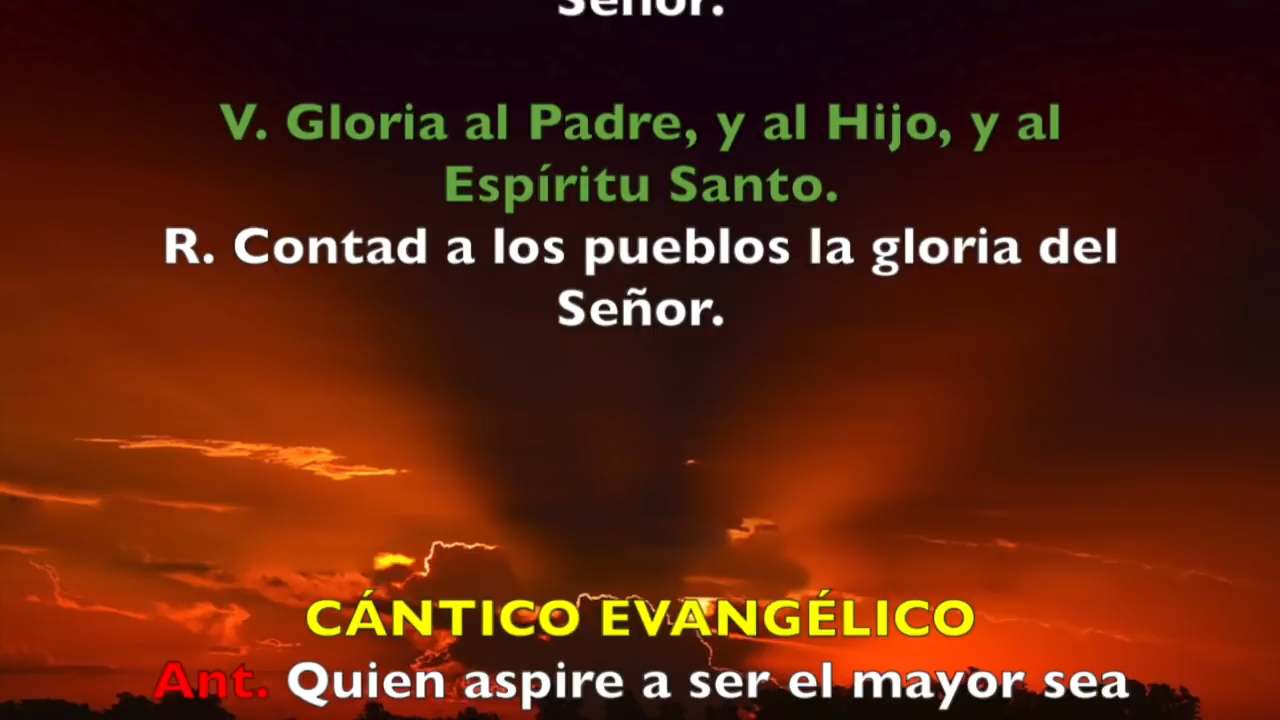 Señor.
V. Gloria al Padre, y al Hijo, y al
Espíritu Santo.
R. Contad a los pueblos la gloria del
Señor.
CÁNTICO EVANGÉLICO
Ant. Quien aspire a ser el mayor sea